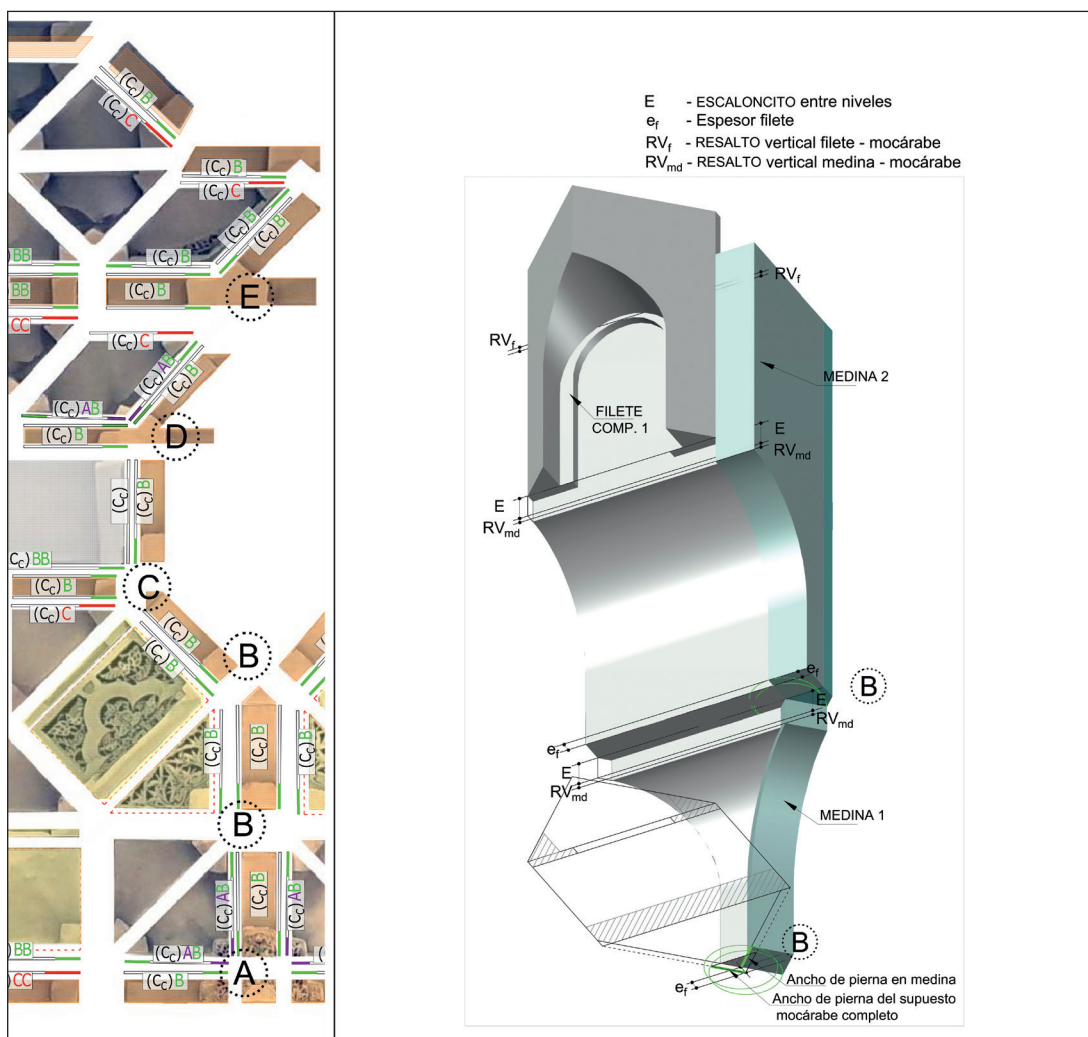 (Cc)B
(Cc)C
(Cc)B
(Cc)C
(Cc)B
(Cc)B
BB
(Cc)B
BB
(Cc)B
E
CC
(Cc)C
(Cc)AB
(Cc)B
(Cc)AB
(Cc)B
D
(Cc)
(Cc)B
(Cc)BB
(Cc)B
C
(Cc)C
(Cc)B
(Cc)B
B
(Cc)B
(Cc)B
(Cc)B
(Cc)B
B
(Cc)AB
(Cc)B
(Cc)AB
BB
(Cc)AB
CC
(Cc)B
A
E - ESCALONCITO entre niveles
ef - Espesor filete
RVf - RESALTO vertical filete - mocárabe
RVmd - RESALTO vertical medina - mocárabe
RVf
RVf
MEDINA 2
FILETE
COMP. 1
E
RVmd
E
RVmd
ef
B
E
RVmd
ef
E
RVmd
MEDINA 1
B
Ancho de pierna en medina
ef
Ancho de pierna del supuesto
mocárabe completo